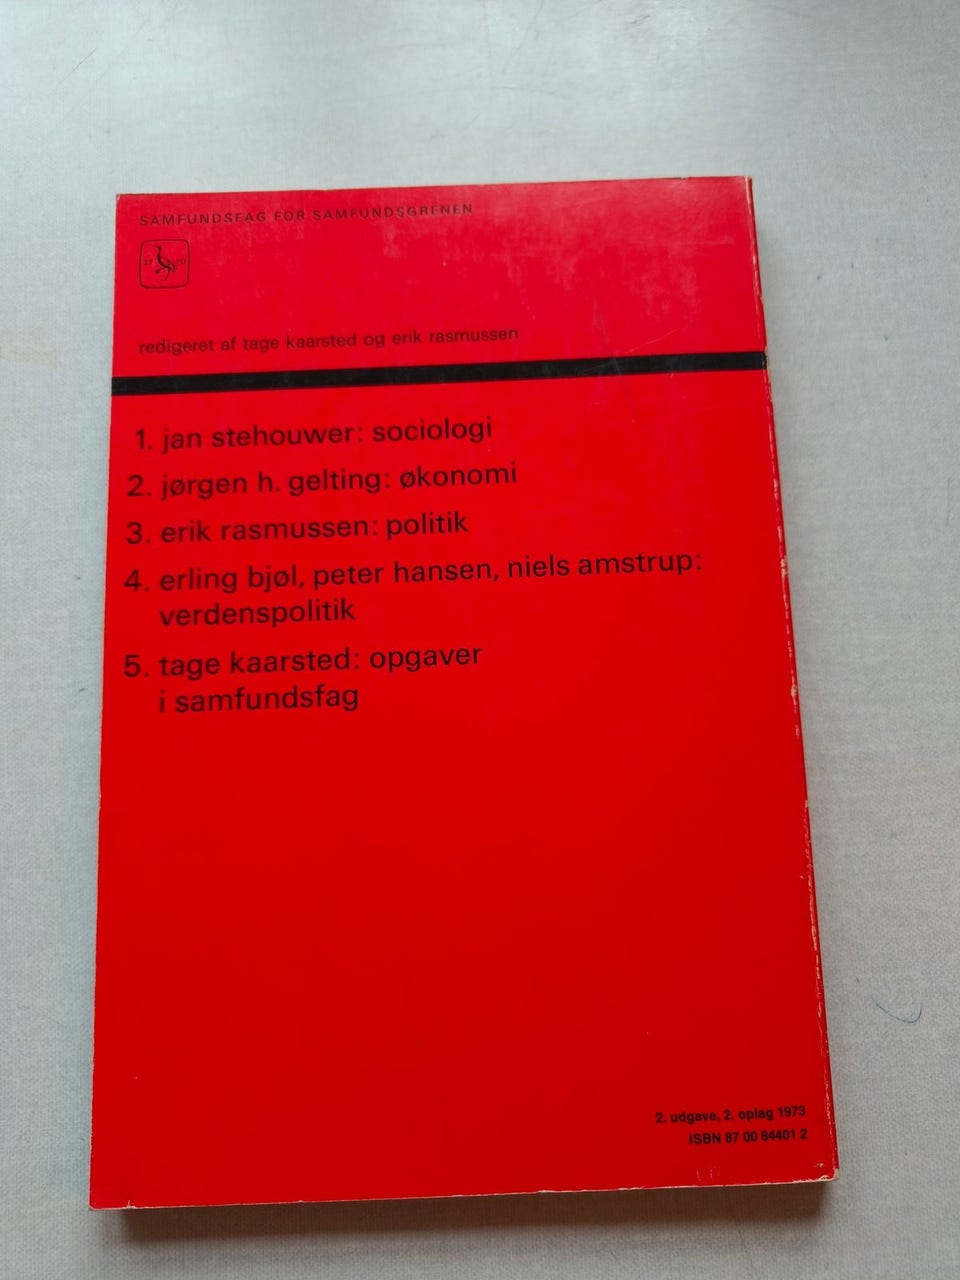 SAMFUNDSFAG FOR SAMFUNDSGRENEN
17 70
redigeret af tage kaarsted og erik rasmussen
1. jan stehouwer: sociologi
2. jørgen h. gelting: økonomi
3. erik rasmussen: politik
4. erling bjøl, peter hansen, niels amstrup:
verdenspolitik
5. tage kaarsted: opgaver
i samfundsfag
2. udgave, 2. oplag 1973
ISBN 87 00 84401 2